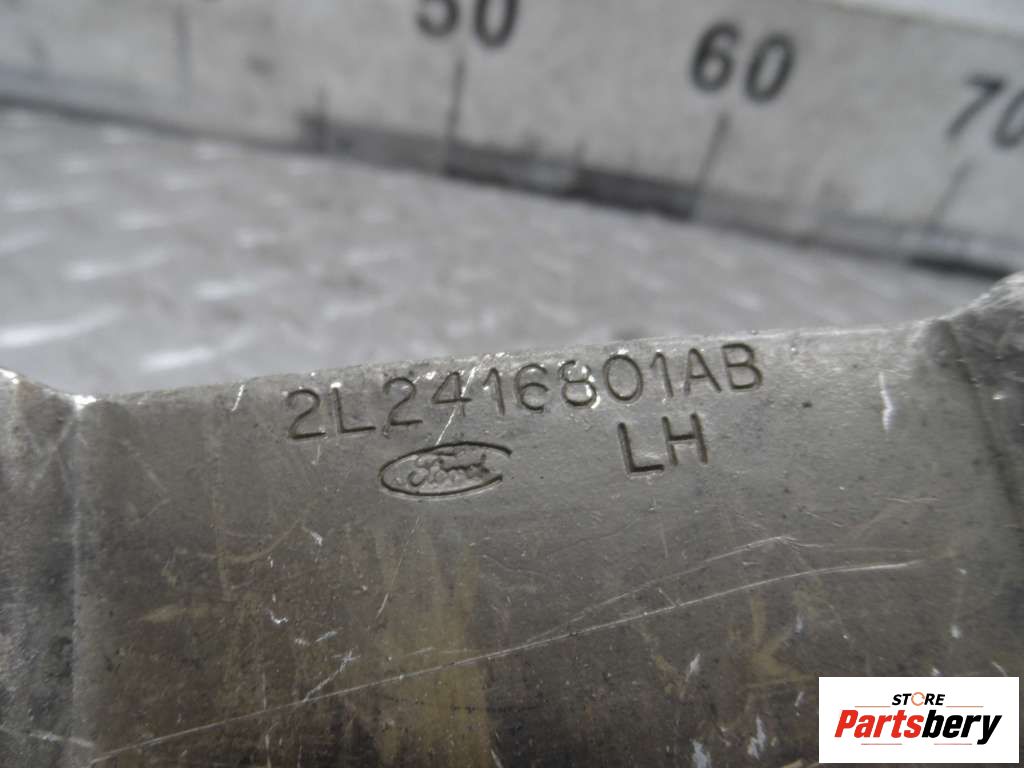 50 60 70
2L2416801AB
Ford LH
STORE
Partsbery